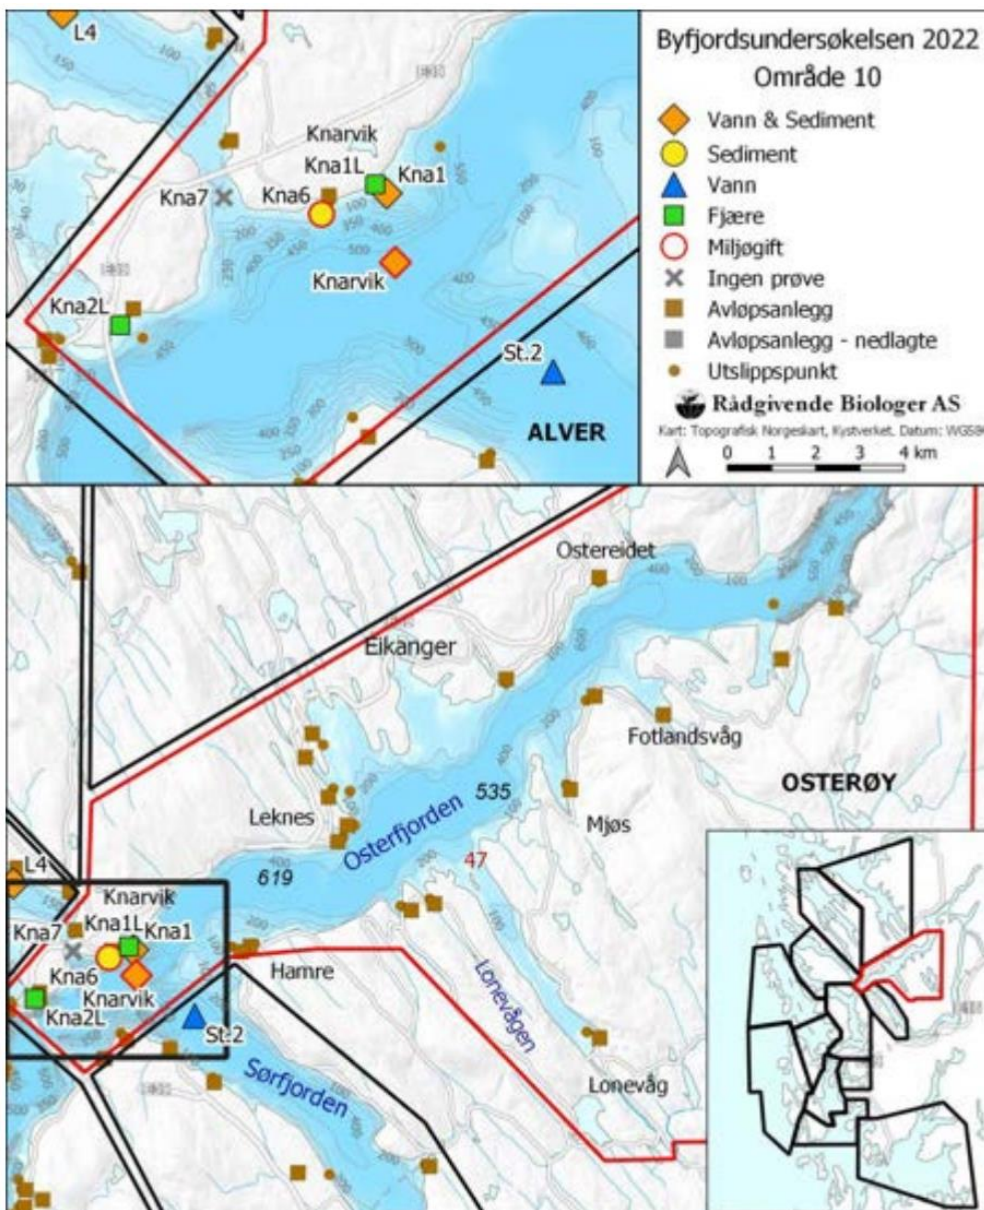 L4
Knarvik
Kna1L
Kna1
Kna7
Kna6
Knarvik
Kna2L
St.2
ALVER
Byfjordsundersøkelsen 2022
Område 10
Vann & Sediment
Sediment
Vann
Fjære
Miljøgift
Ingen prøve
Avløpsanlegg
Avløpsanlegg - nedlagte
Utslippspunkt
Rådgivende Biologer AS
Kart: Topografisk Norgeskart, Kystverket. Datum: WGS84
0 1 2 3 4 km
Ostereidet
Eikanger
Fotlandsvåg
OSTERØY
535
Leknes
Osterfjorden
Mjøs
47
619
L4
Knarvik
Kna7
Kna1L
Kna1
Kna6
Knarvik
Kna2L
St.2
Hamre
Lonevågen
Sørfjorden
Lonevåg